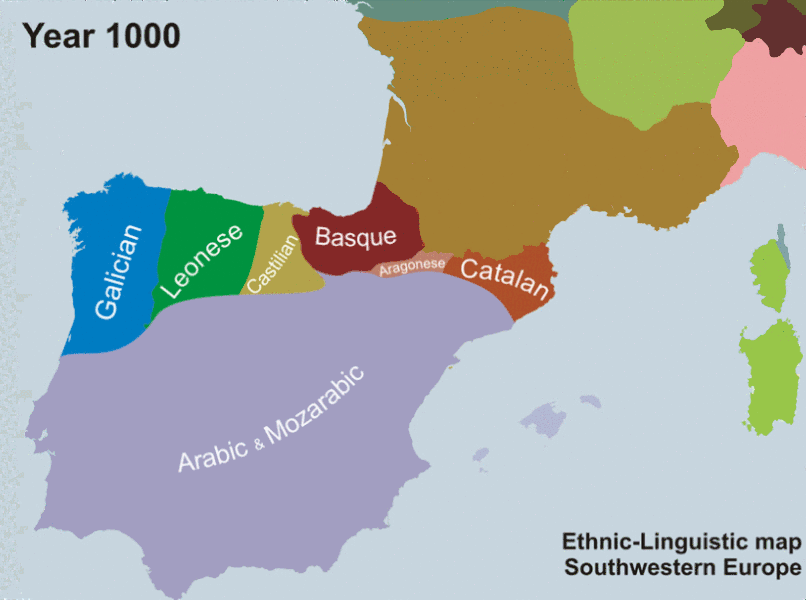 Year 1000
Galician
Leonese
Castilian
Basque
Aragonese
Catalan
Arabic & Mozarabic
Ethnic-Linguistic map
Southwestern Europe